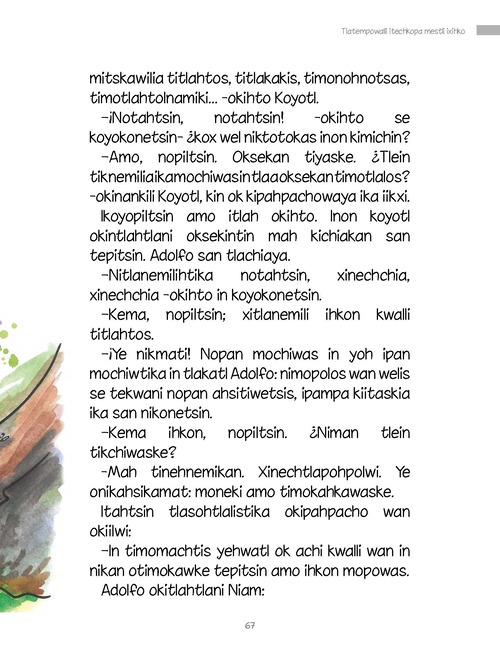 Tlatempowalli itechkopa mestli ixihko
mitskawilia titlahtos, titlakakis, timonohnotsas,
timotlahtolnamiki... -okihto Koyotl.
–¡Notahtsin, notahtsin! -okihto se
koyokonetsin- ¿kox wel niktotokas inon kimichin?
–Amo, nopiltsin. Oksekan tiyaske. ¿Tlein
tiknemilia ika mochiwas intla oksekan timotlalos?
-okinankili Koyotl, kin ok kipahpachowaya ika iikxi.
Ikoyopiltsin amo itlah okihto. Inon koyotl
okintlahtlani oksekintin mah kichiakan san
tepitsin. Adolfo san tlachiaya.
–Nitlanemilihtika notahtsin, xinechchia,
xinechchia -okihto in koyokonetsin.
–Kema, nopiltsin; xitlanemili ihkon kwalli
titlahtos.
–¡Ye nikmati! Nopan mochiwas in yoh ipan
mochiwtika in tlakatl Adolfo: nimopolos wan welis
se tekwani nopan ahsitiwetsis, ipampa kiitaskia
ika san nikonetsin.
–Kema ihkon, nopiltsin. ¿Niman tlein
tikchiwaske?
–Mah tinehnemikan. Xinechtlapohpolwi. Ye
onikahsikamat: moneki amo timokahkawaske.
Itahtsin tlasohtlalistika okipahpacho wan
okiilwi:
–In timomachtis yehwatl ok achi kwalli wan in
nikan otimokawke tepitsin amo ihkon mopowas.
Adolfo okitlahtlani Niam:
67